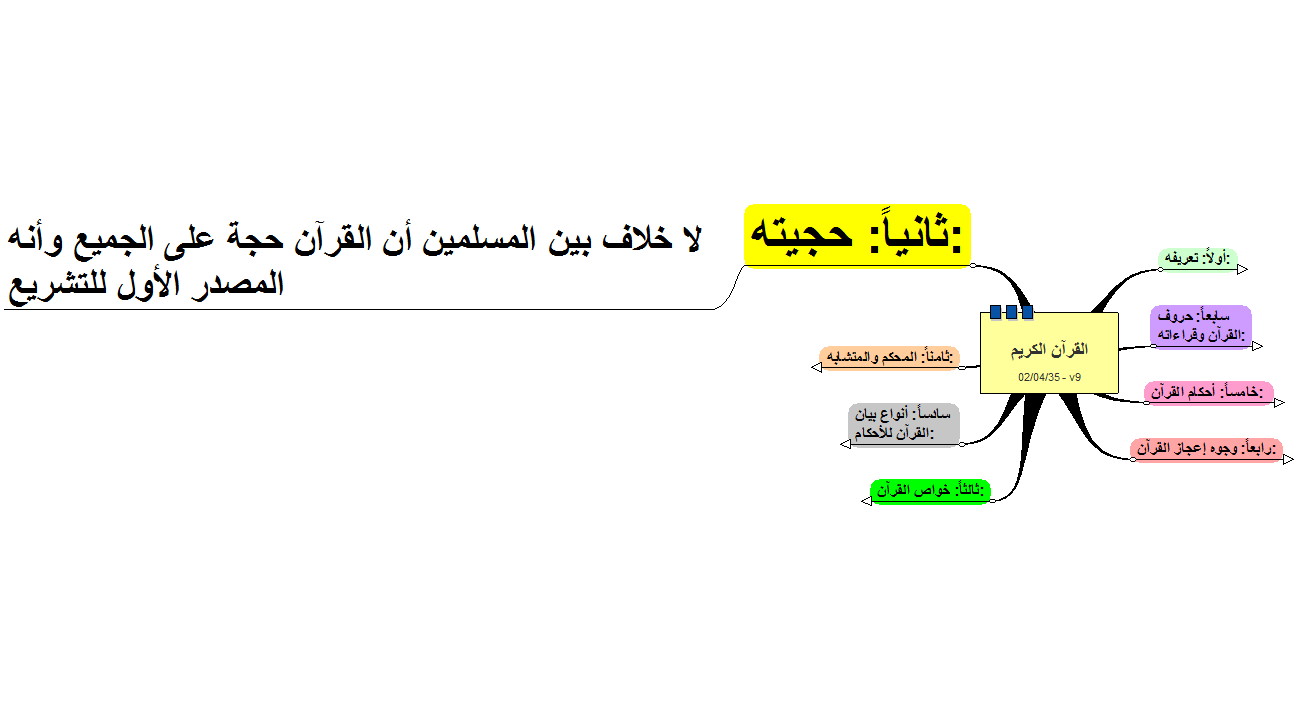 ثانياً: حجيته:
لا خلاف بين المسلمين أن القرآن حجة على الجميع وأنه
المصدر الأول للتشريع
أولاً: تعريفه:
سابعاً: حروف
القرآن وقراءاته:
خامساً: أحكام القرآن:
رابعاً: وجوه إعجاز القرآن:
القرآن الكريم
02/04/35 - v9
ثامناً: المحكم والمتشابه:
سادساً: أنواع بيان
القرآن للأحكام:
ثالثاً: خواص القرآن: